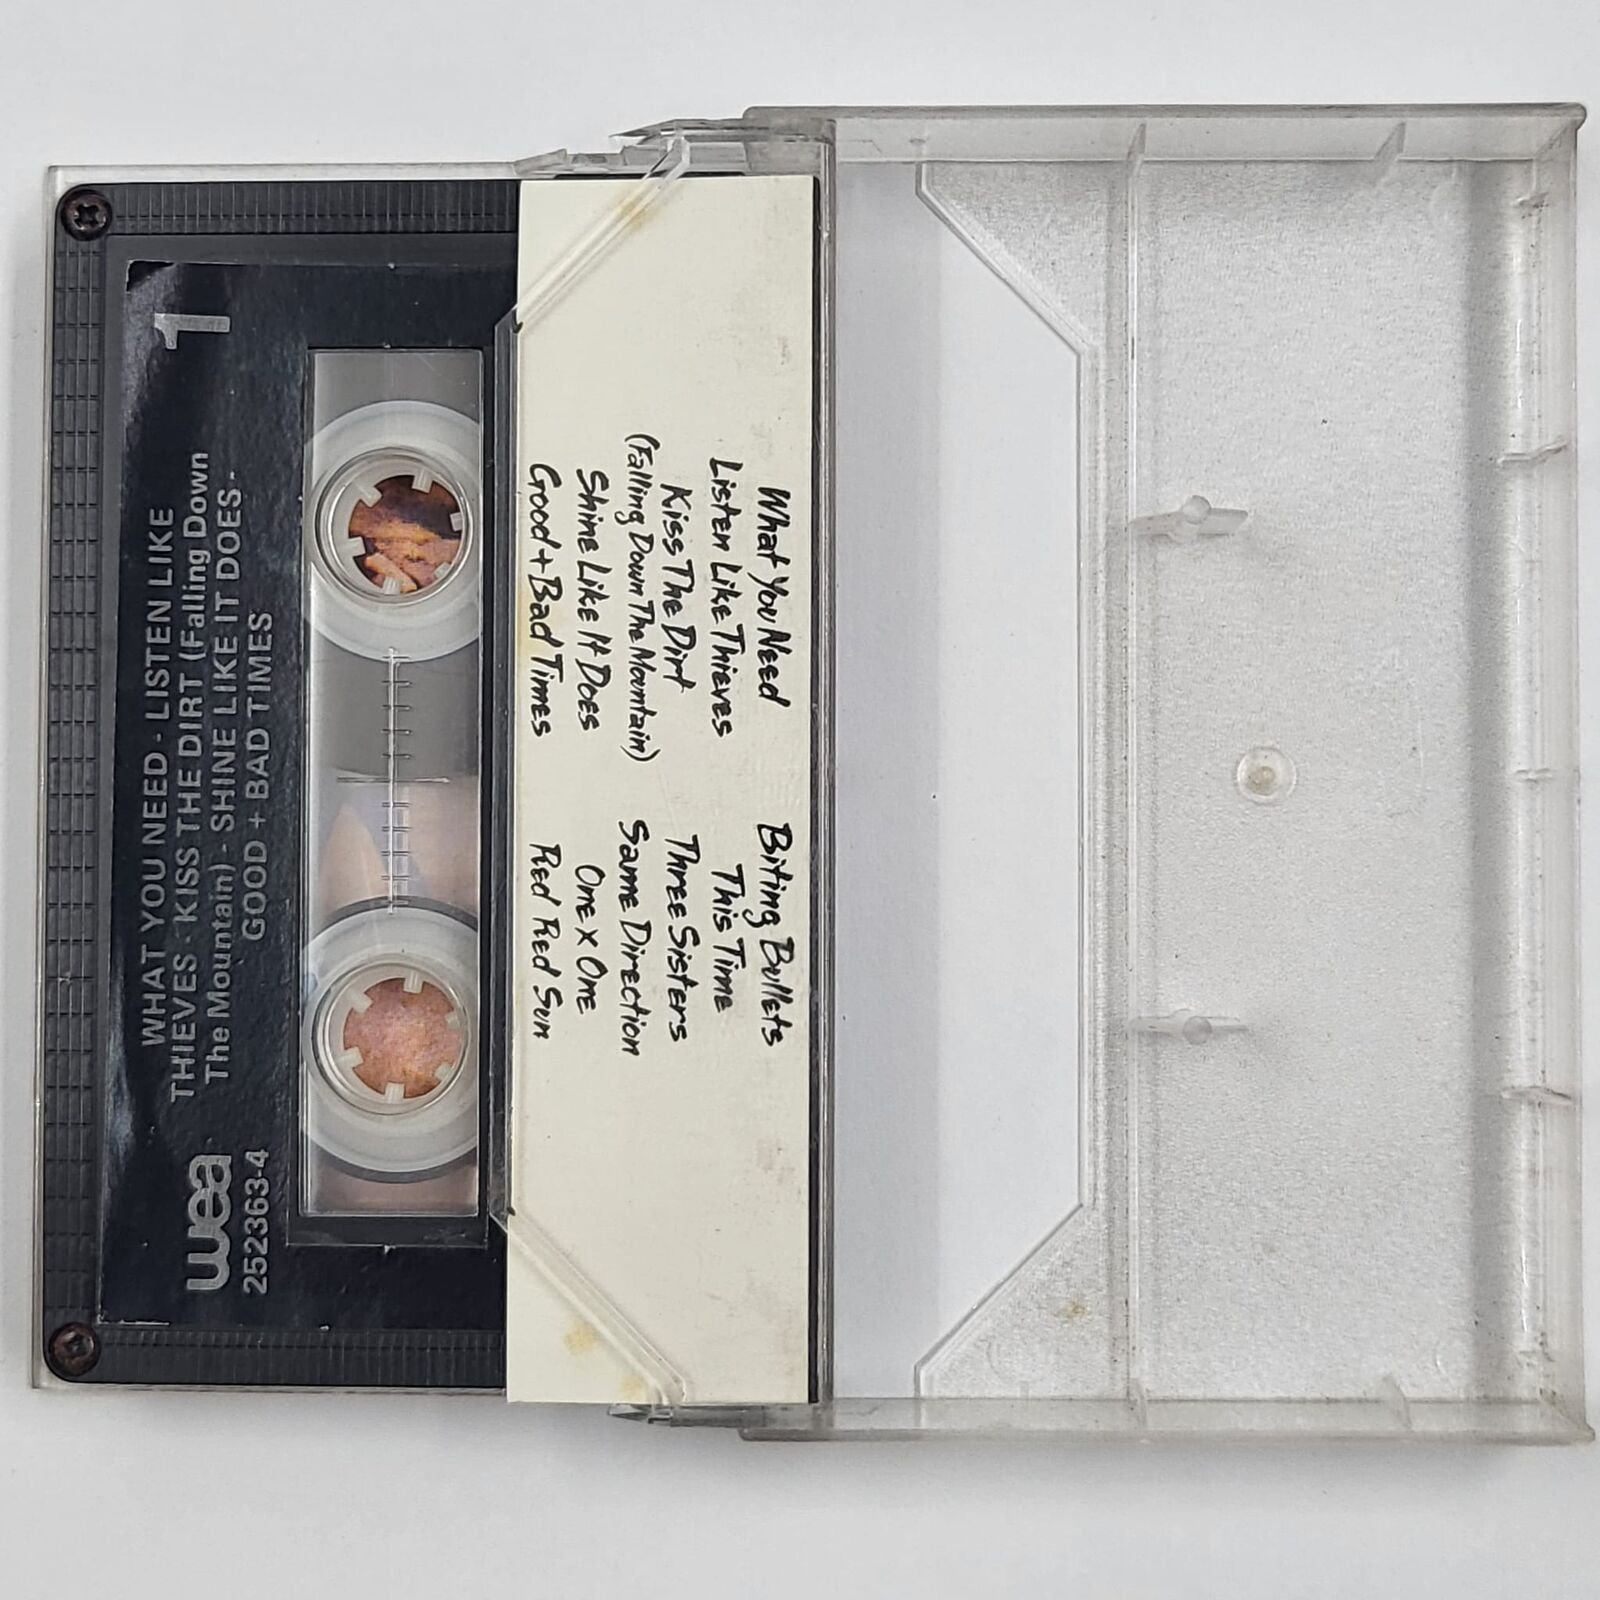 1
WHAT YOU NEED - LISTEN LIKE
THIEVES - KISS THE DIRT (Falling Down
The Mountain) - SHINE LIKE IT DOES -
GOOD + BAD TIMES
wea
252363-4
What You Need
Listen Like Thieves
Kiss The Dirt
(Falling Down The Mountain)
Shine Like It Does
Good + Bad Times
Biting Bullets
This Time
Three Sisters
Same Direction
One x One
Red Red Sun